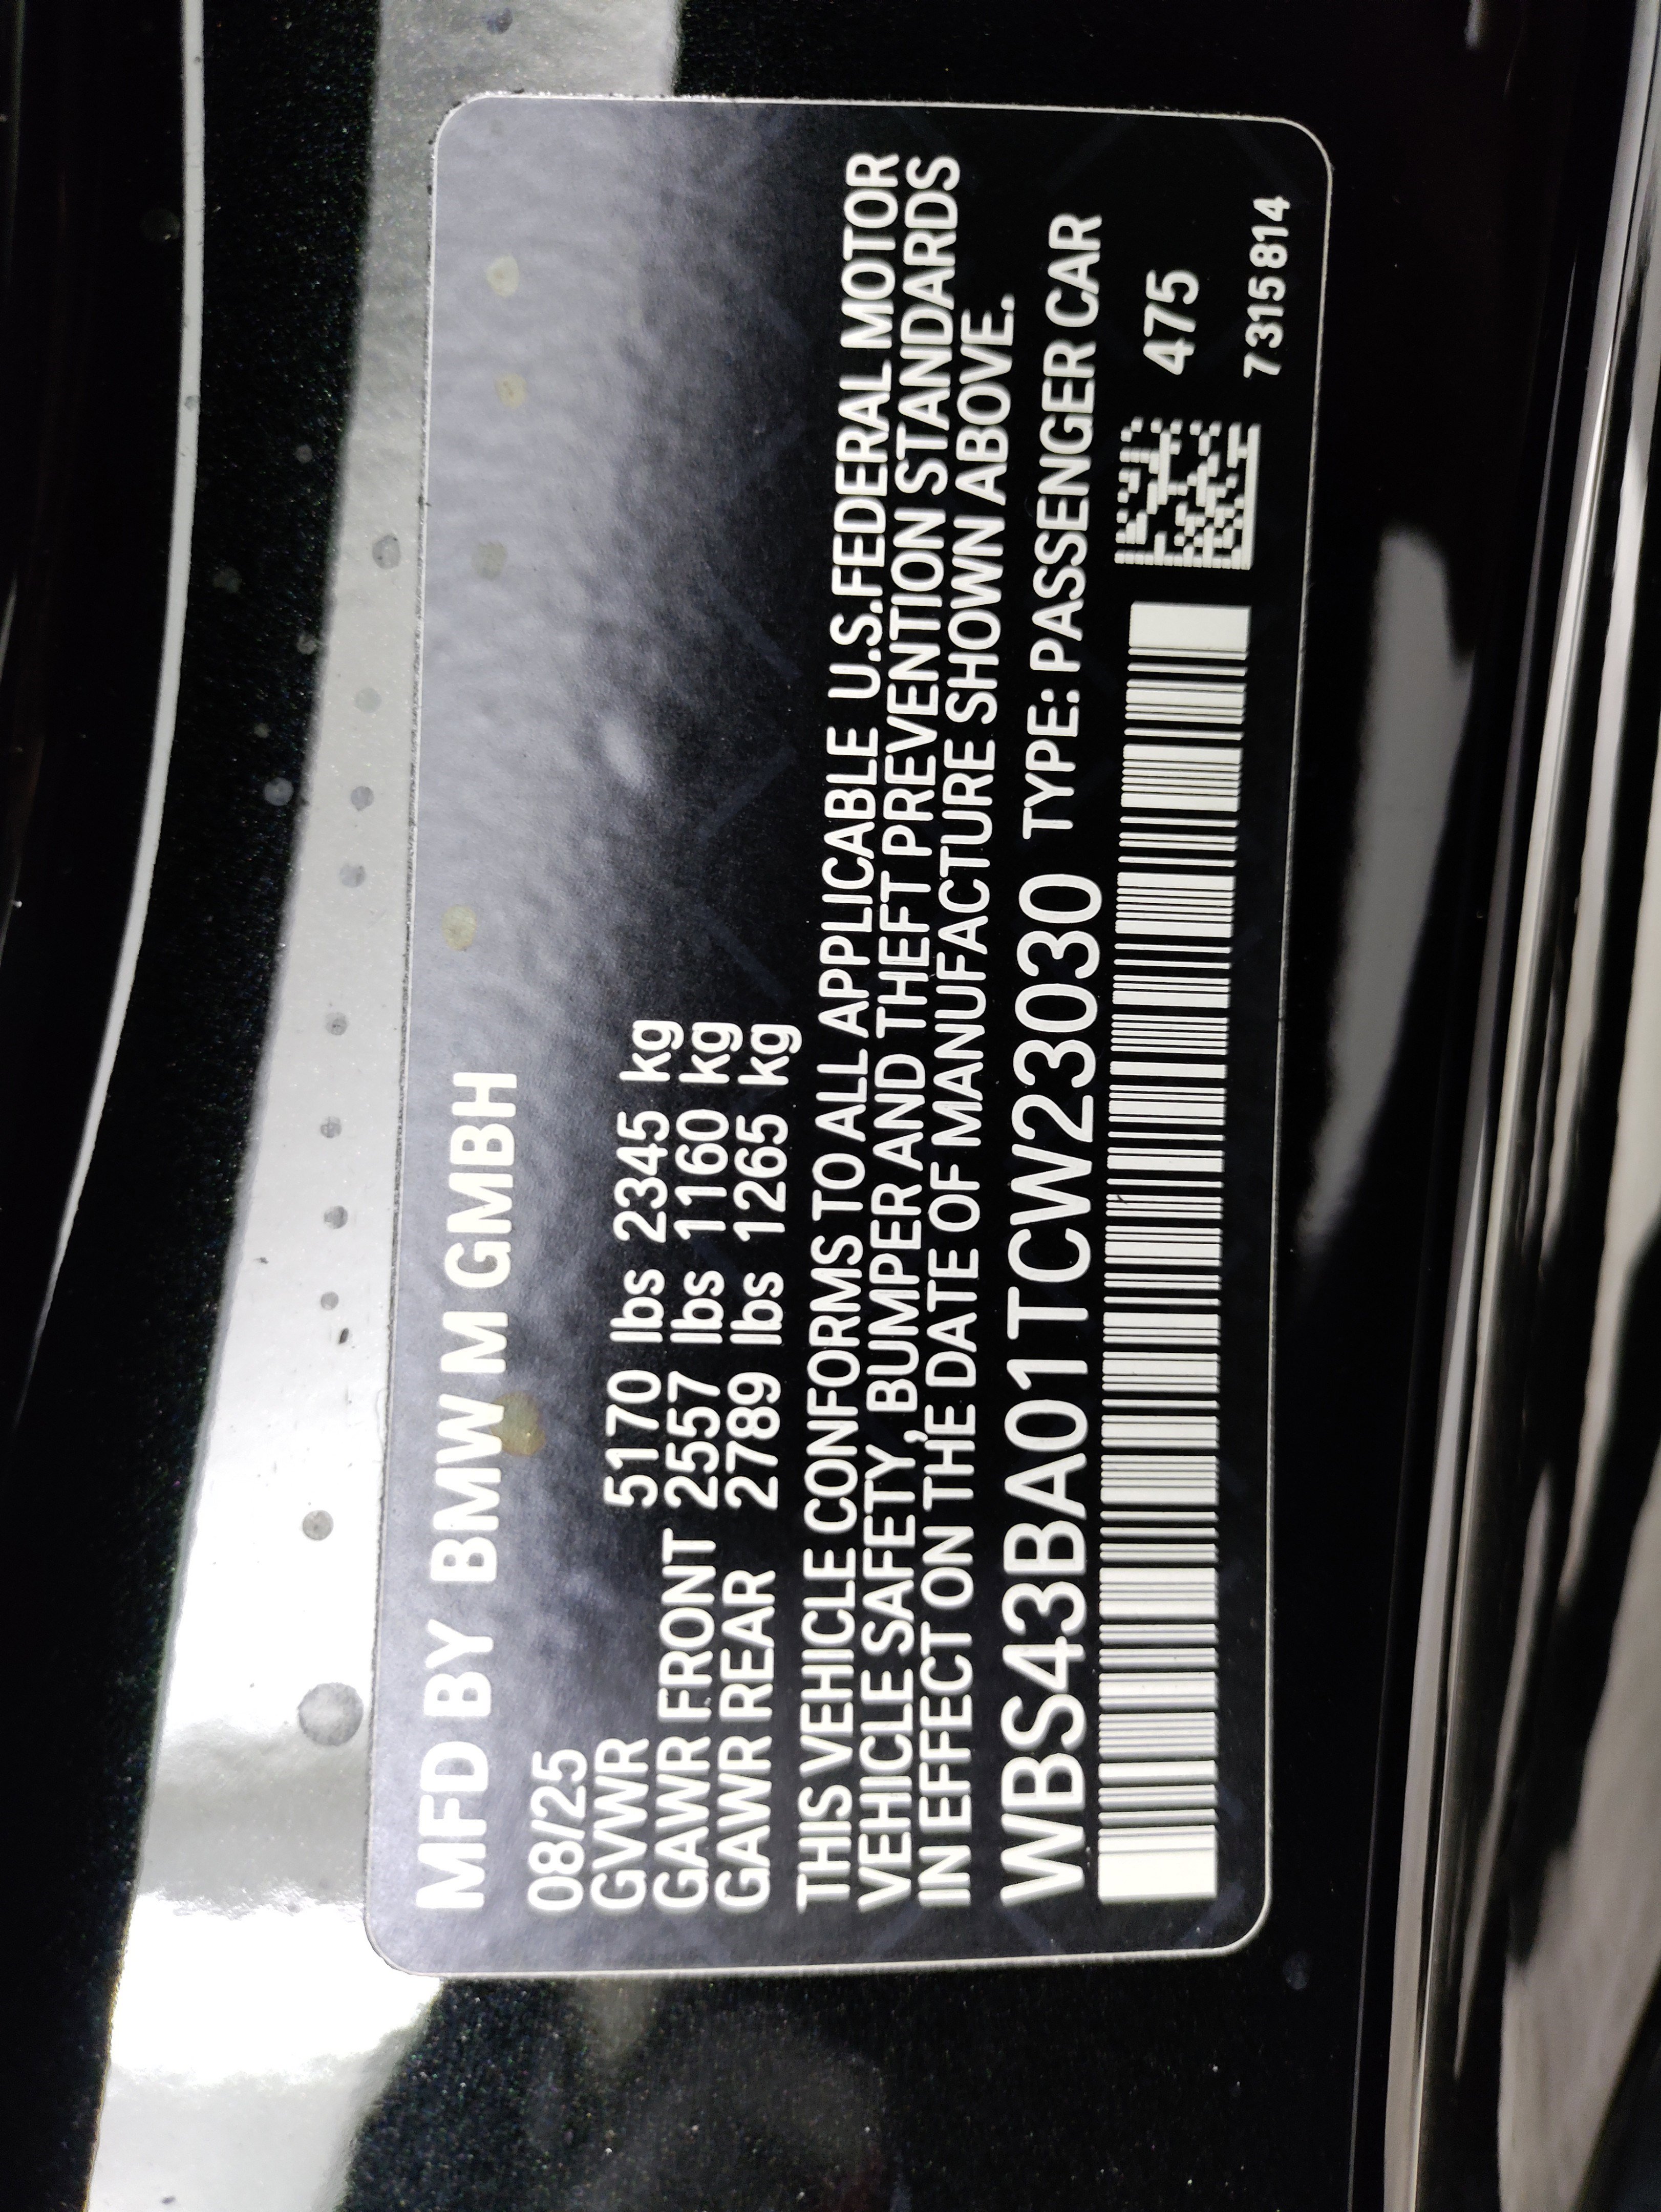 MFD BY BMW M GMBH
08/25
GVWR 5170 lbs 2345 kg
GAWR FRONT 2557 lbs 1160 kg
GAWR REAR 2789 lbs 1265 kg
THIS VEHICLE CONFORMS TO ALL APPLICABLE U.S.FEDERAL MOTOR
VEHICLE SAFETY, BUMPER AND THEFT PREVENTION STANDARDS
IN EFFECT ON THE DATE OF MANUFACTURE SHOWN ABOVE.
WBS43BA01TCW23030 TYPE: PASSENGER CAR
475
7315814